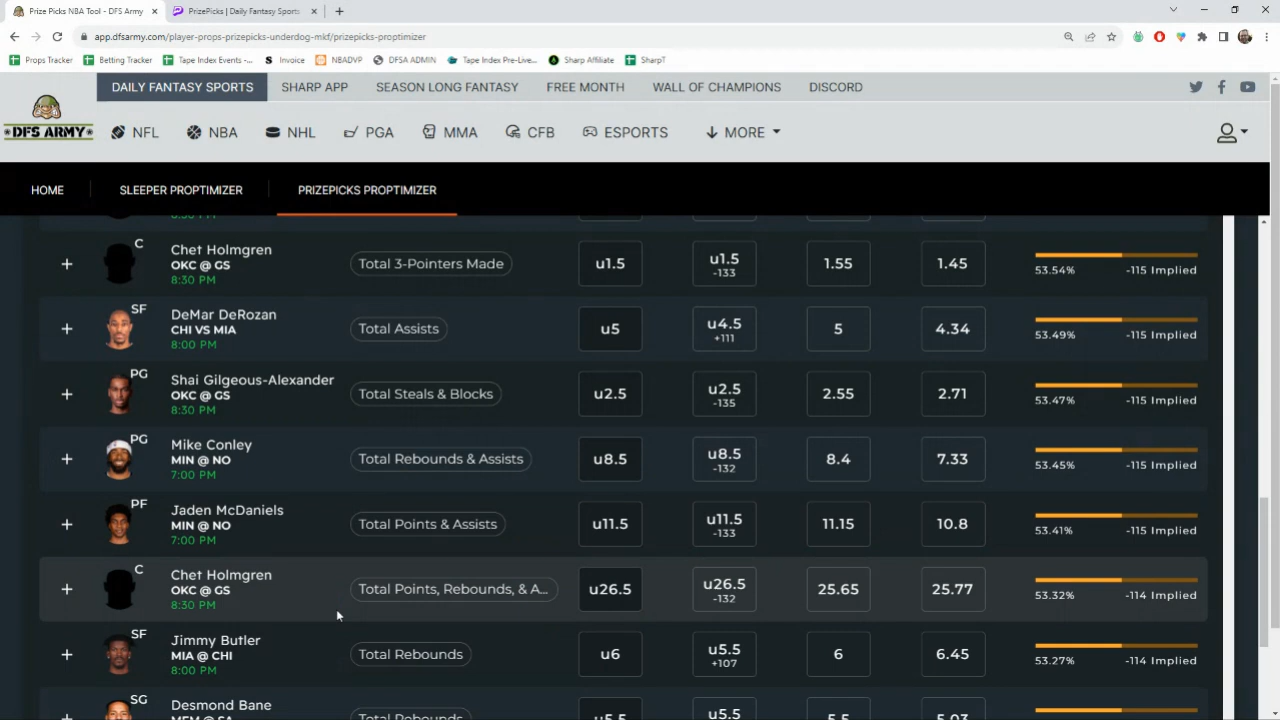 Prize Picks NBA Tool - DFS Army
PrizePicks | Daily Fantasy Sports
app.dfsarmy.com/player-props-prizepicks-underdog-mkf/prizepicks-proptimizer
Props Tracker Betting Tracker Tape Index Events -... Invoice NBADVP DFSA ADMIN Tape Index Pre-Live... Sharp Affiliate SharpT
DAILY FANTASY SPORTS SHARP APP SEASON LONG FANTASY FREE MONTH WALL OF CHAMPIONS DISCORD
DFS ARMY NFL NBA NHL PGA MMA CFB ESPORTS MORE
HOME SLEEPER PROPTIMIZER PRIZEPICKS PROPTIMIZER
C
Chet Holmgren
OKC @ GS
8:30 PM
Total 3-Pointers Made
u1.5
u1.5
-133
1.55
1.45
53.54% -115 Implied
SF
DeMar DeRozan
CHI VS MIA
8:00 PM
Total Assists
u5
u4.5
+111
5
4.34
53.49% -115 Implied
PG
Shai Gilgeous-Alexander
OKC @ GS
8:30 PM
Total Steals & Blocks
u2.5
u2.5
-135
2.55
2.71
53.47% -115 Implied
PG
Mike Conley
MIN @ NO
7:00 PM
Total Rebounds & Assists
u8.5
u8.5
-132
8.4
7.33
53.45% -115 Implied
PF
Jaden McDaniels
MIN @ NO
7:00 PM
Total Points & Assists
u11.5
u11.5
-133
11.15
10.8
53.41% -115 Implied
C
Chet Holmgren
OKC @ GS
8:30 PM
Total Points, Rebounds, & A...
u26.5
u26.5
-132
25.65
25.77
53.32% -114 Implied
SF
Jimmy Butler
MIA @ CHI
8:00 PM
Total Rebounds
u6
u5.5
+107
6
6.45
53.27% -114 Implied
SG
Desmond Bane
MEM @ SA
Total Rebounds
u5.5
u5.5
5.5
5.03